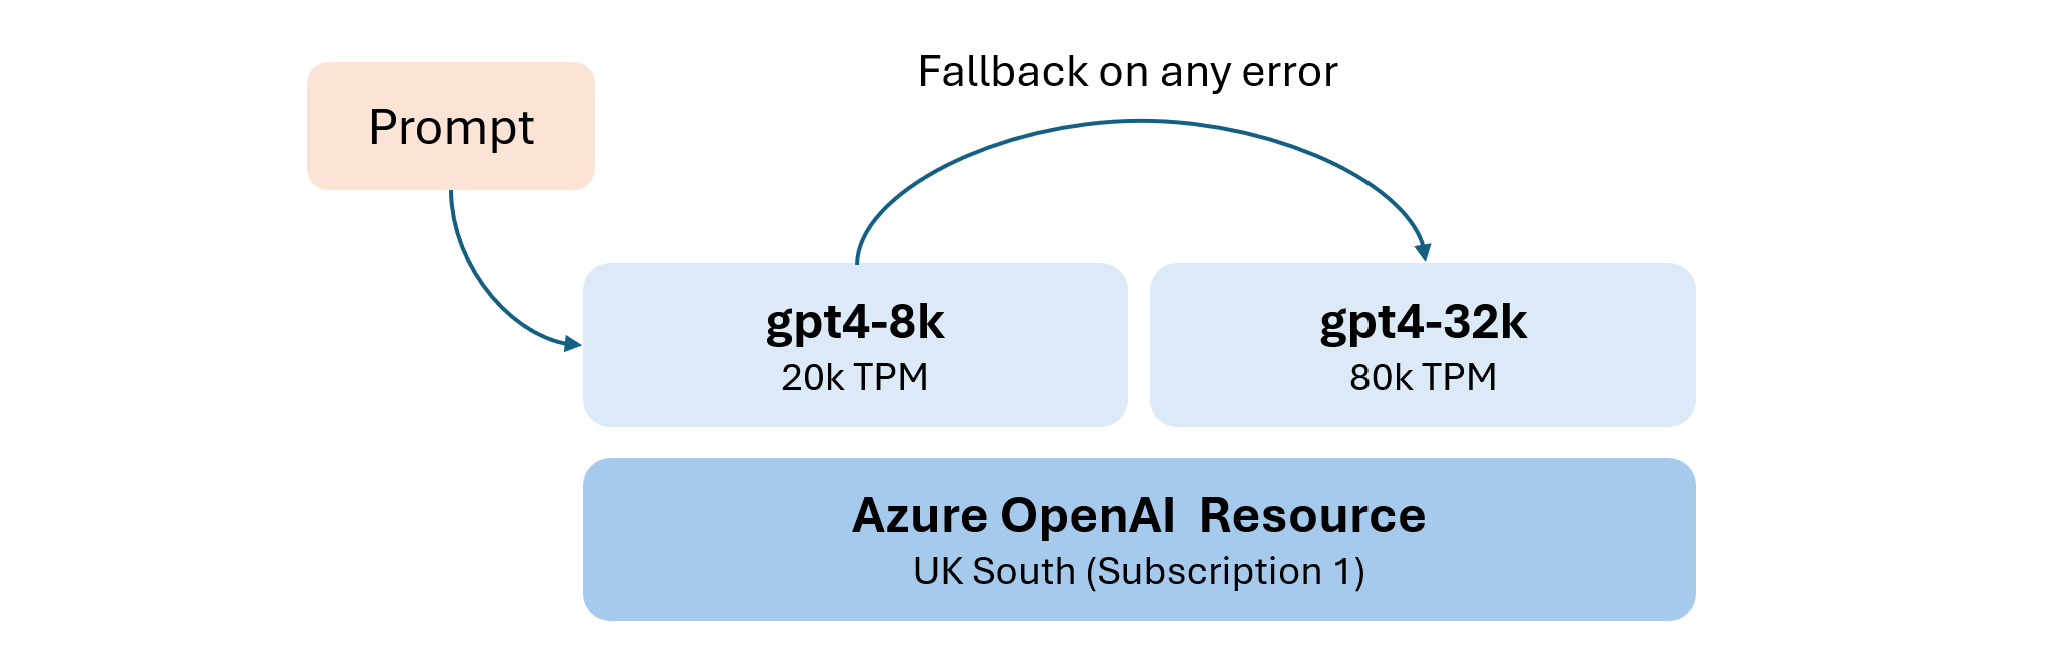 Prompt
Fallback on any error
gpt4-8k
20k TPM
gpt4-32k
80k TPM
Azure OpenAI  Resource
UK South (Subscription 1)